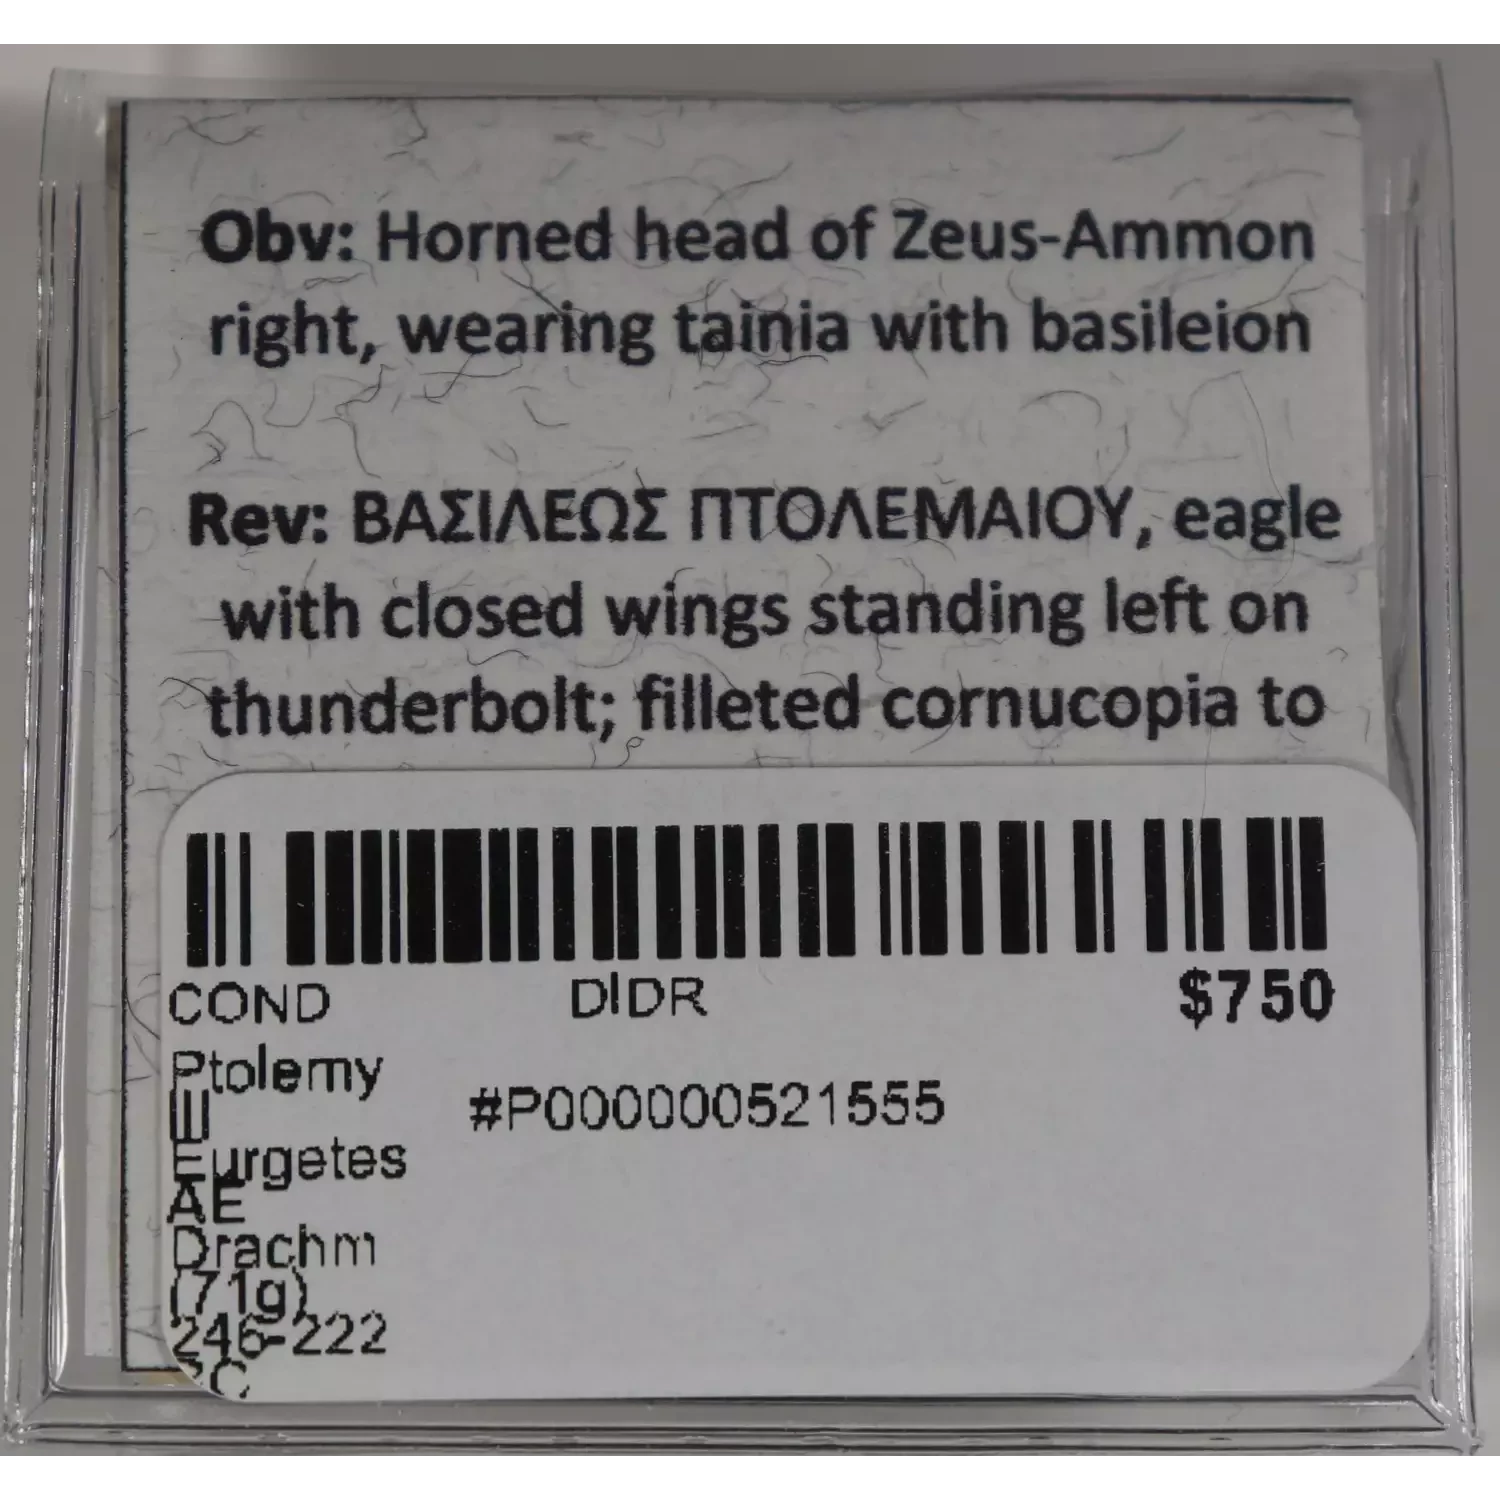 Obv: Horned head of Zeus-Ammon
right, wearing tainia with basileion
Rev: ΒΑΣΙΛΕΩΣ ΠΤΟΛΕΜΑΙΟΥ, eagle
with closed wings standing left on
thunderbolt; filleted cornucopia to
COND DIDR $750
Ptolemy
III
#P000000521555
Eurgetes
AE
Drachm
(71g)
246-222